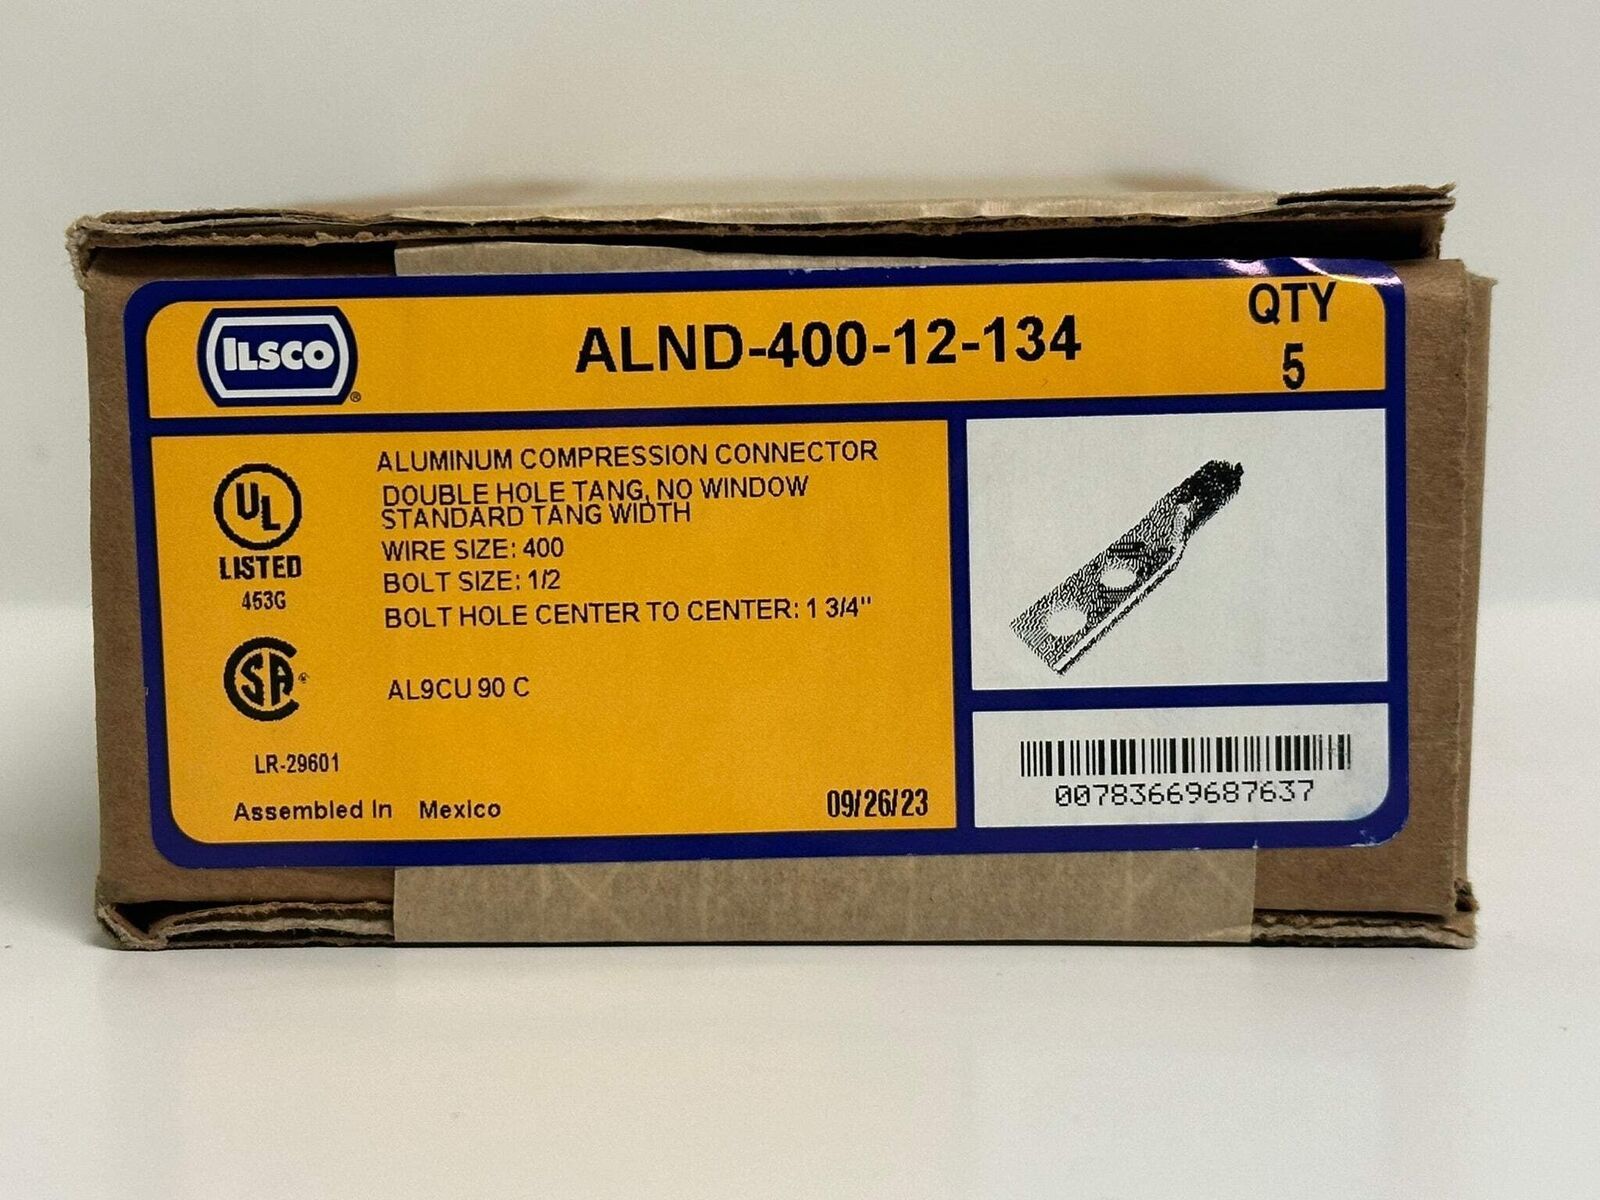 ILSCO
®
ALND-400-12-134
QTY
5
UL
LISTED
453G
ALUMINUM COMPRESSION CONNECTOR
DOUBLE HOLE TANG, NO WINDOW
STANDARD TANG WIDTH
WIRE SIZE: 400
BOLT SIZE: 1/2
BOLT HOLE CENTER TO CENTER: 1 3/4"
SA
®
AL9CU 90 C
LR-29601
Assembled In Mexico
09/26/23
00783669687637